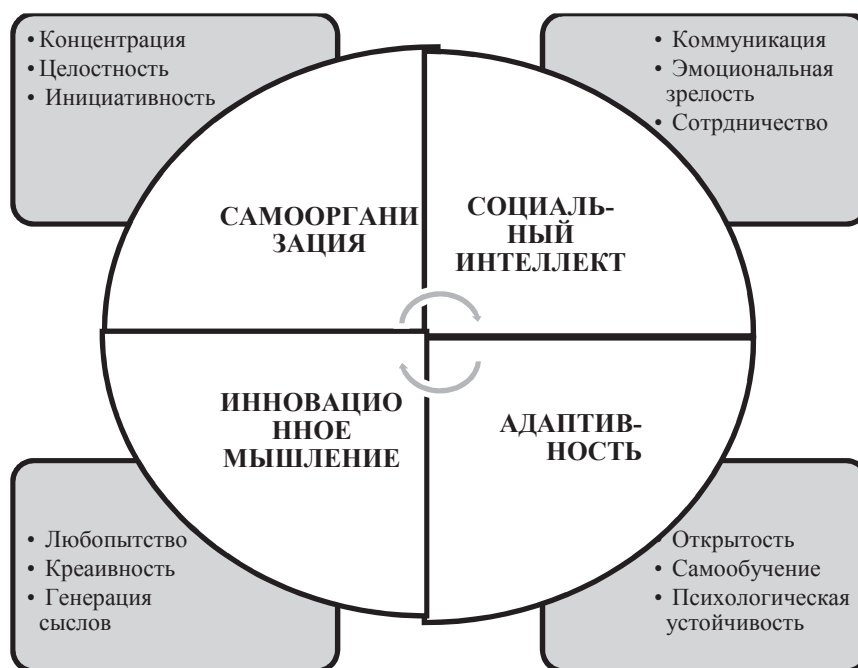 • Концентрация
• Целостность
• Инициативность
• Коммуникация
• Эмоциональная
зрелость
• Сотрдничество
САМООРГАНИ
ЗАЦИЯ
СОЦИАЛЬ-
НЫЙ
ИНТЕЛЛЕКТ
ИННОВАЦИО
ННОЕ
МЫШЛЕНИЕ
АДАПТИВ-
НОСТЬ
• Любопытство
• Креаивность
• Генерация
сыслов
• Открытость
• Самообучение
• Психологическая
устойчивость